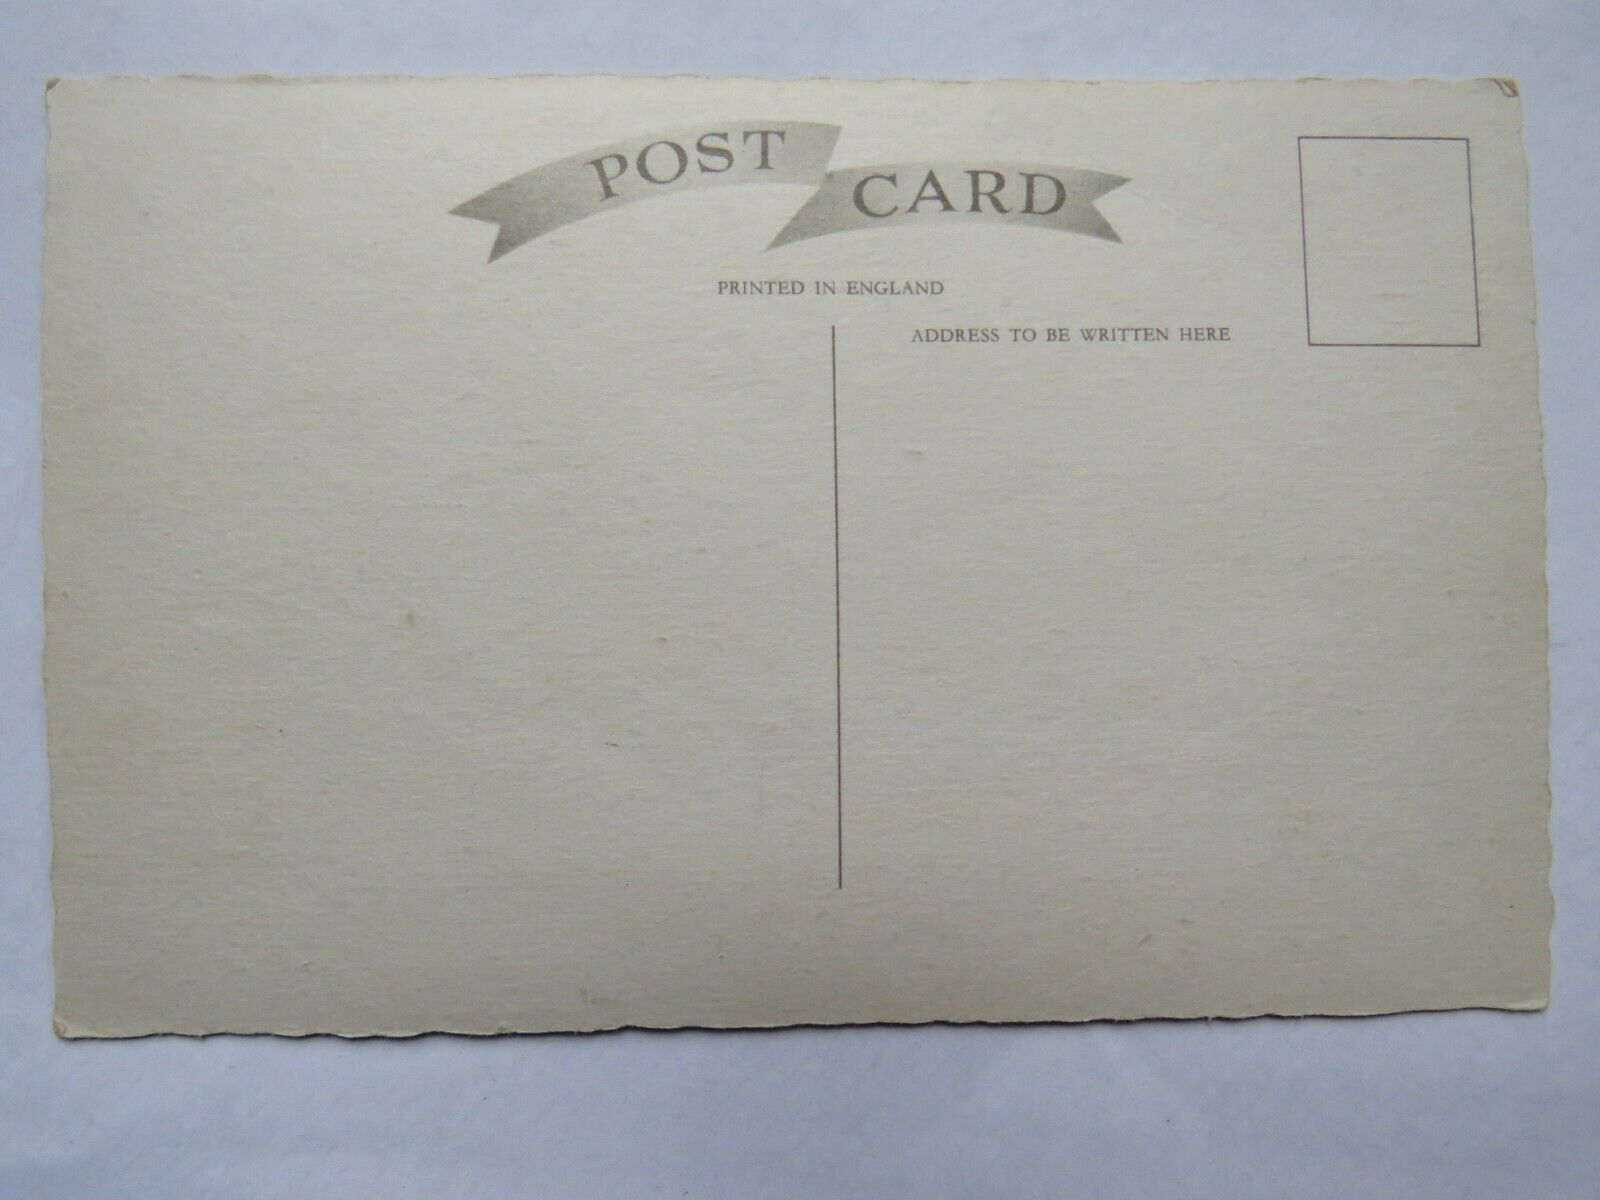 POST CARD
PRINTED IN ENGLAND
ADDRESS TO BE WRITTEN HERE